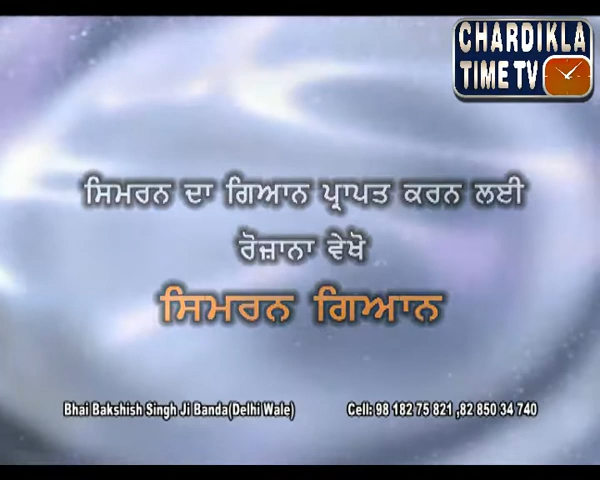 CHARDIKLA
TIME TV
ਸਿਮਰਨ ਦਾ ਗਿਆਨ ਪ੍ਰਾਪਤ ਕਰਨ ਲਈ
ਰੋਜ਼ਾਨਾ ਵੇਖੋ
ਸਿਮਰਨ ਗਿਆਨ
Bhai Bakshish Singh Ji Banda(Delhi Wale) Cell: 98 182 75 821 ,82 850 34 740